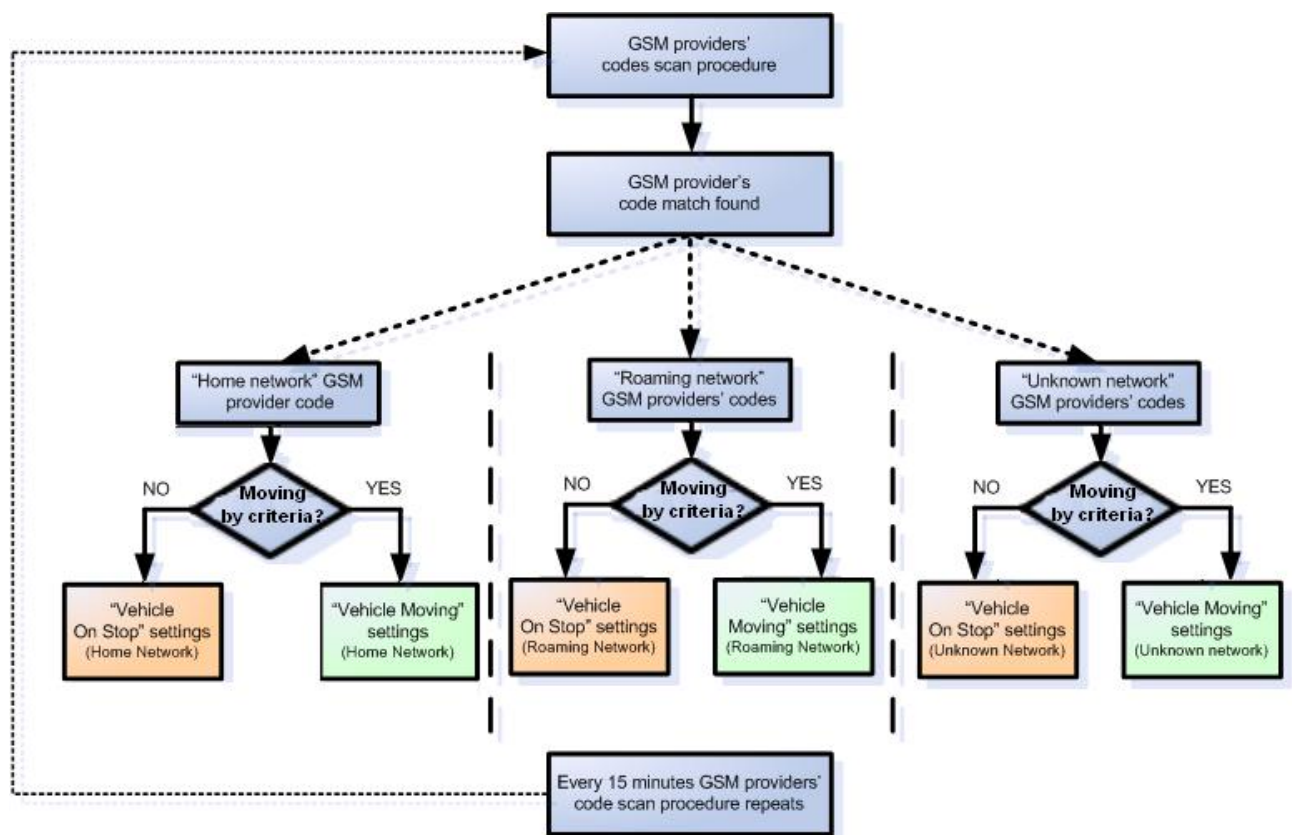 GSM providers'
codes scan procedure
GSM provider's
code match found
"Home network" GSM
provider code
"Roaming network"
GSM providers' codes
"Unknown network"
GSM providers' codes
NO
Moving
by criteria?
YES
NO
Moving
by criteria?
YES
NO
Moving
by criteria?
YES
"Vehicle
On Stop" settings
(Home Network)
"Vehicle Moving"
settings
(Home Network)
"Vehicle
On Stop" settings
(Roaming Network)
"Vehicle
Moving" settings
(Roaming Network)
"Vehicle
On Stop" settings
(Unknown Network)
"Vehicle Moving"
settings
(Unknown network)
Every 15 minutes GSM providers'
code scan procedure repeats